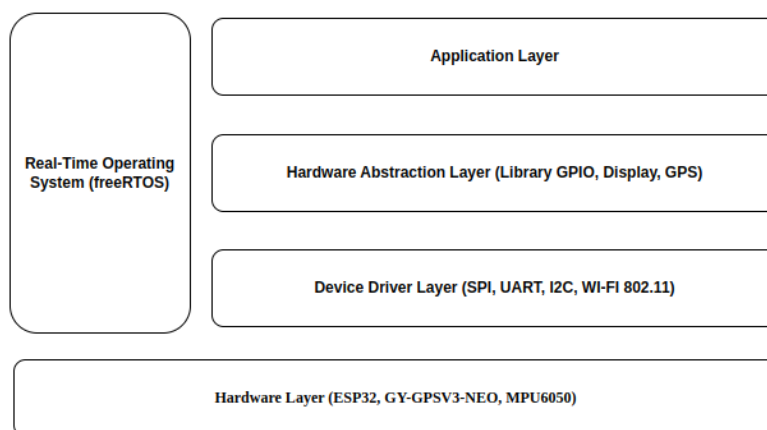 Application Layer
Real-Time Operating
System (freeRTOS)
Hardware Abstraction Layer (Library GPIO, Display, GPS)
Device Driver Layer (SPI, UART, I2C, WI-FI 802.11)
Hardware Layer (ESP32, GY-GPSV3-NEO, MPU6050)